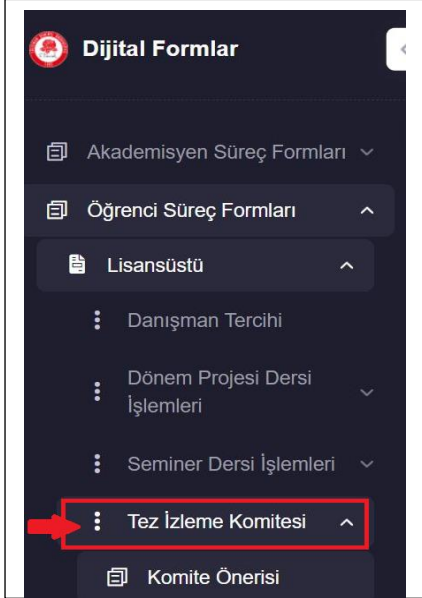 Dijital Formlar
Akademisyen Süreç Formları
Öğrenci Süreç Formları
Lisansüstü
Danışman Tercihi
Dönem Projesi Dersi
İşlemleri
Seminer Dersi İşlemleri
Tez İzleme Komitesi
Komite Önerisi